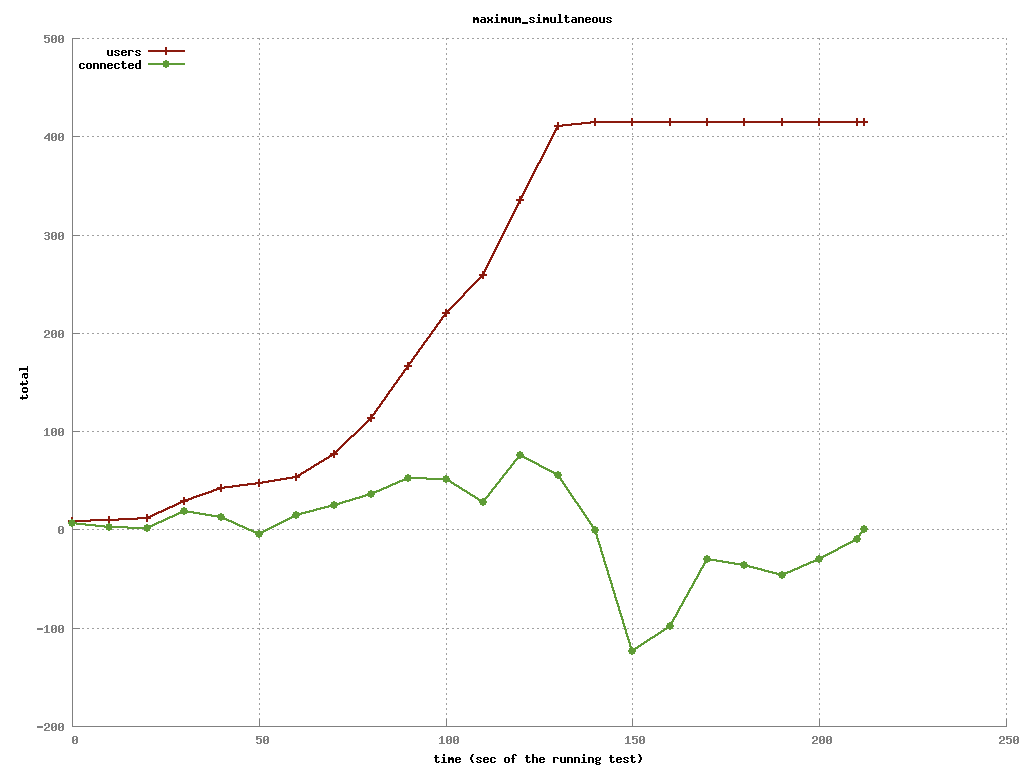 maximum_simultaneous
users
connected
500
400
300
200
100
0
-100
-200
total
0 50 100 150 200 250
time (sec of the running test)